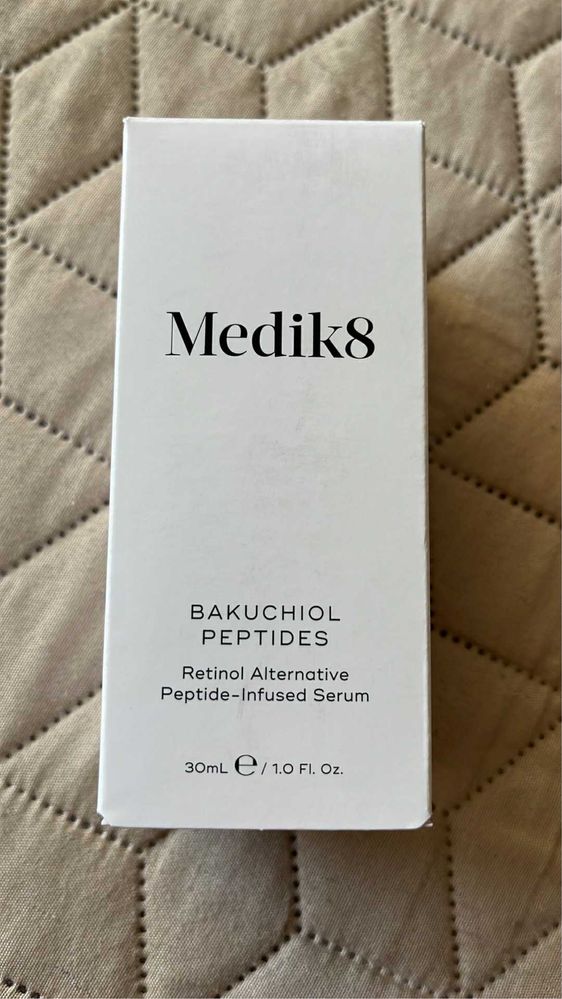 Medik8
BAKUCHIOL
PEPTIDES
Retinol Alternative
Peptide-Infused Serum
30mL ℮ / 1.0 Fl. Oz.